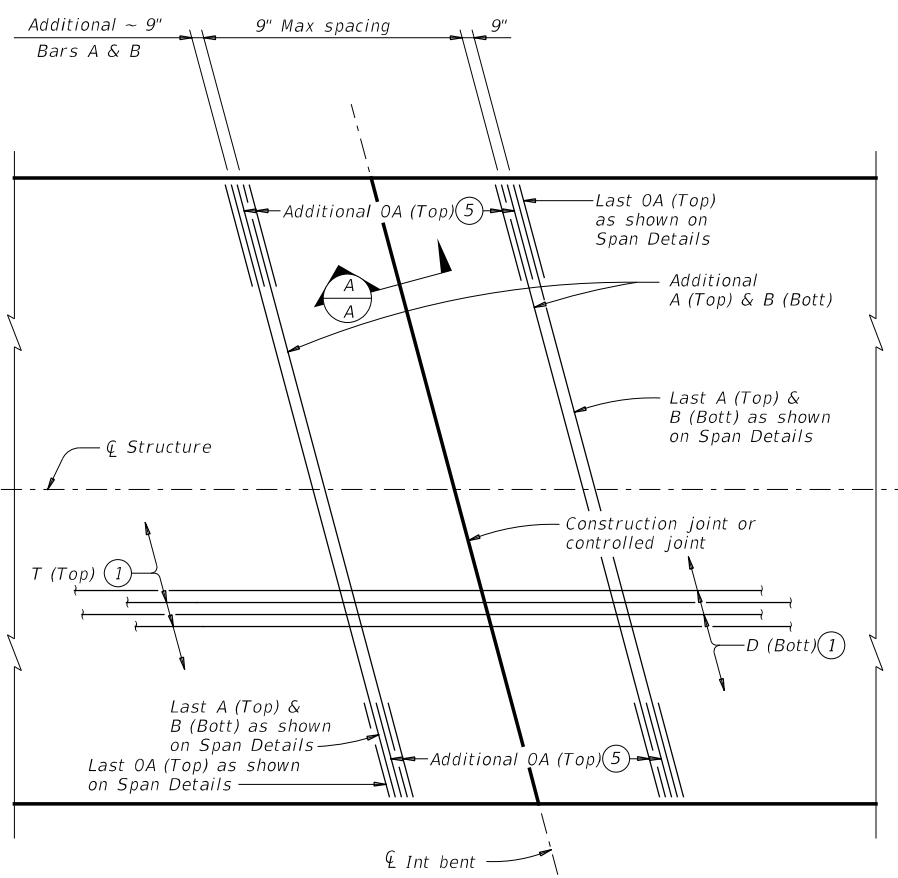 Additional ~ 9"
Bars A & B
9" Max spacing
9"
Additional OA (Top) 5
Last OA (Top)
as shown on
Span Details
A
A
Additional
A (Top) & B (Bott)
Last A (Top) &
B (Bott) as shown
on Span Details
℄ Structure
Construction joint or
controlled joint
T (Top) 1
D (Bott) 1
Last A (Top) &
B (Bott) as shown
on Span Details
Last OA (Top) as shown
on Span Details
Additional OA (Top) 5
℄ Int bent